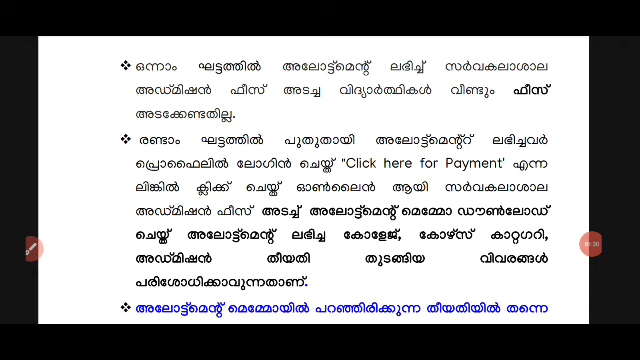 ❖ ഒന്നാം ഘട്ടത്തിൽ അലോട്ട്മെന്റ് ലഭിച്ച് സർവകലാശാല
അഡ്മിഷൻ ഫീസ് അടച്ച വിദ്യാർത്ഥികൾ വീണ്ടും ഫീസ്
അടക്കേണ്ടതില്ല.
❖ രണ്ടാം ഘട്ടത്തിൽ പുതുതായി അലോട്ട്മെന്റ്റ് ലഭിച്ചവർ
പ്രൊഫൈലിൽ ലോഗിൻ ചെയ്ത് "Click here for Payment' എന്ന
ലിങ്കിൽ ക്ലിക്ക് ചെയ്ത് ഓൺലൈൻ ആയി സർവകലാശാല
അഡ്മിഷൻ ഫീസ് അടച്ച് അലോട്ട്മെന്റ് മെമ്മോ ഡൗൺലോഡ്
ചെയ്ത് അലോട്ട്മെന്റ് ലഭിച്ച കോളേജ്, കോഴ്സ് കാറ്റഗറി,
അഡ്മിഷൻ തീയതി തുടങ്ങിയ വിവരങ്ങൾ
പരിശോധിക്കാവുന്നതാണ്.
❖ അലോട്ട്മെന്റ് മെമ്മോയിൽ പറഞ്ഞിരിക്കുന്ന തീയതിയിൽ തന്നെ